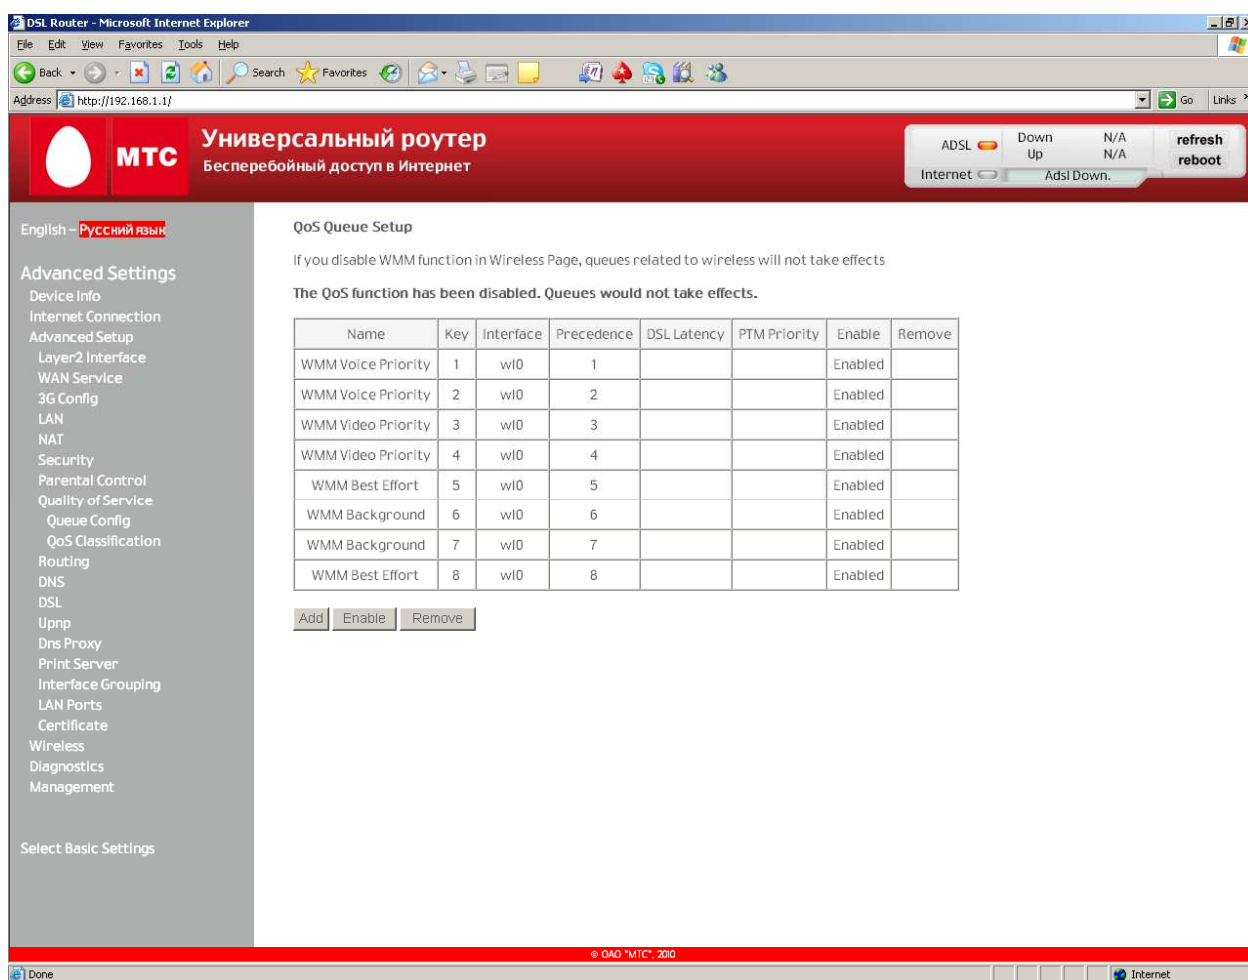 DSL Router - Microsoft Internet Explorer
File Edit View Favorites Tools Help
Back Search Favorites
Address http://192.168.1.1/ Go Links
МТС
Универсальный роутер
Бесперебойный доступ в Интернет
ADSL Down N/A
Up N/A
Internet Adsl Down.
refresh
reboot
English – Русский язык
Advanced Settings
Device Info
Internet Connection
Advanced Setup
Layer2 Interface
WAN Service
3G Config
LAN
NAT
Security
Parental Control
Quality of Service
Queue Config
QoS Classification
Routing
DNS
DSL
Upnp
Dns Proxy
Print Server
Interface Grouping
LAN Ports
Certificate
Wireless
Diagnostics
Management
Select Basic Settings
QoS Queue Setup
If you disable WMM function in Wireless Page, queues related to wireless will not take effects
The QoS function has been disabled. Queues would not take effects.
Name Key Interface Precedence DSL Latency PTM Priority Enable Remove
WMM Voice Priority 1 wl0 1 Enabled
WMM Voice Priority 2 wl0 2 Enabled
WMM Video Priority 3 wl0 3 Enabled
WMM Video Priority 4 wl0 4 Enabled
WMM Best Effort 5 wl0 5 Enabled
WMM Background 6 wl0 6 Enabled
WMM Background 7 wl0 7 Enabled
WMM Best Effort 8 wl0 8 Enabled
Add Enable Remove
© ОАО "МТС", 2010
Done Internet